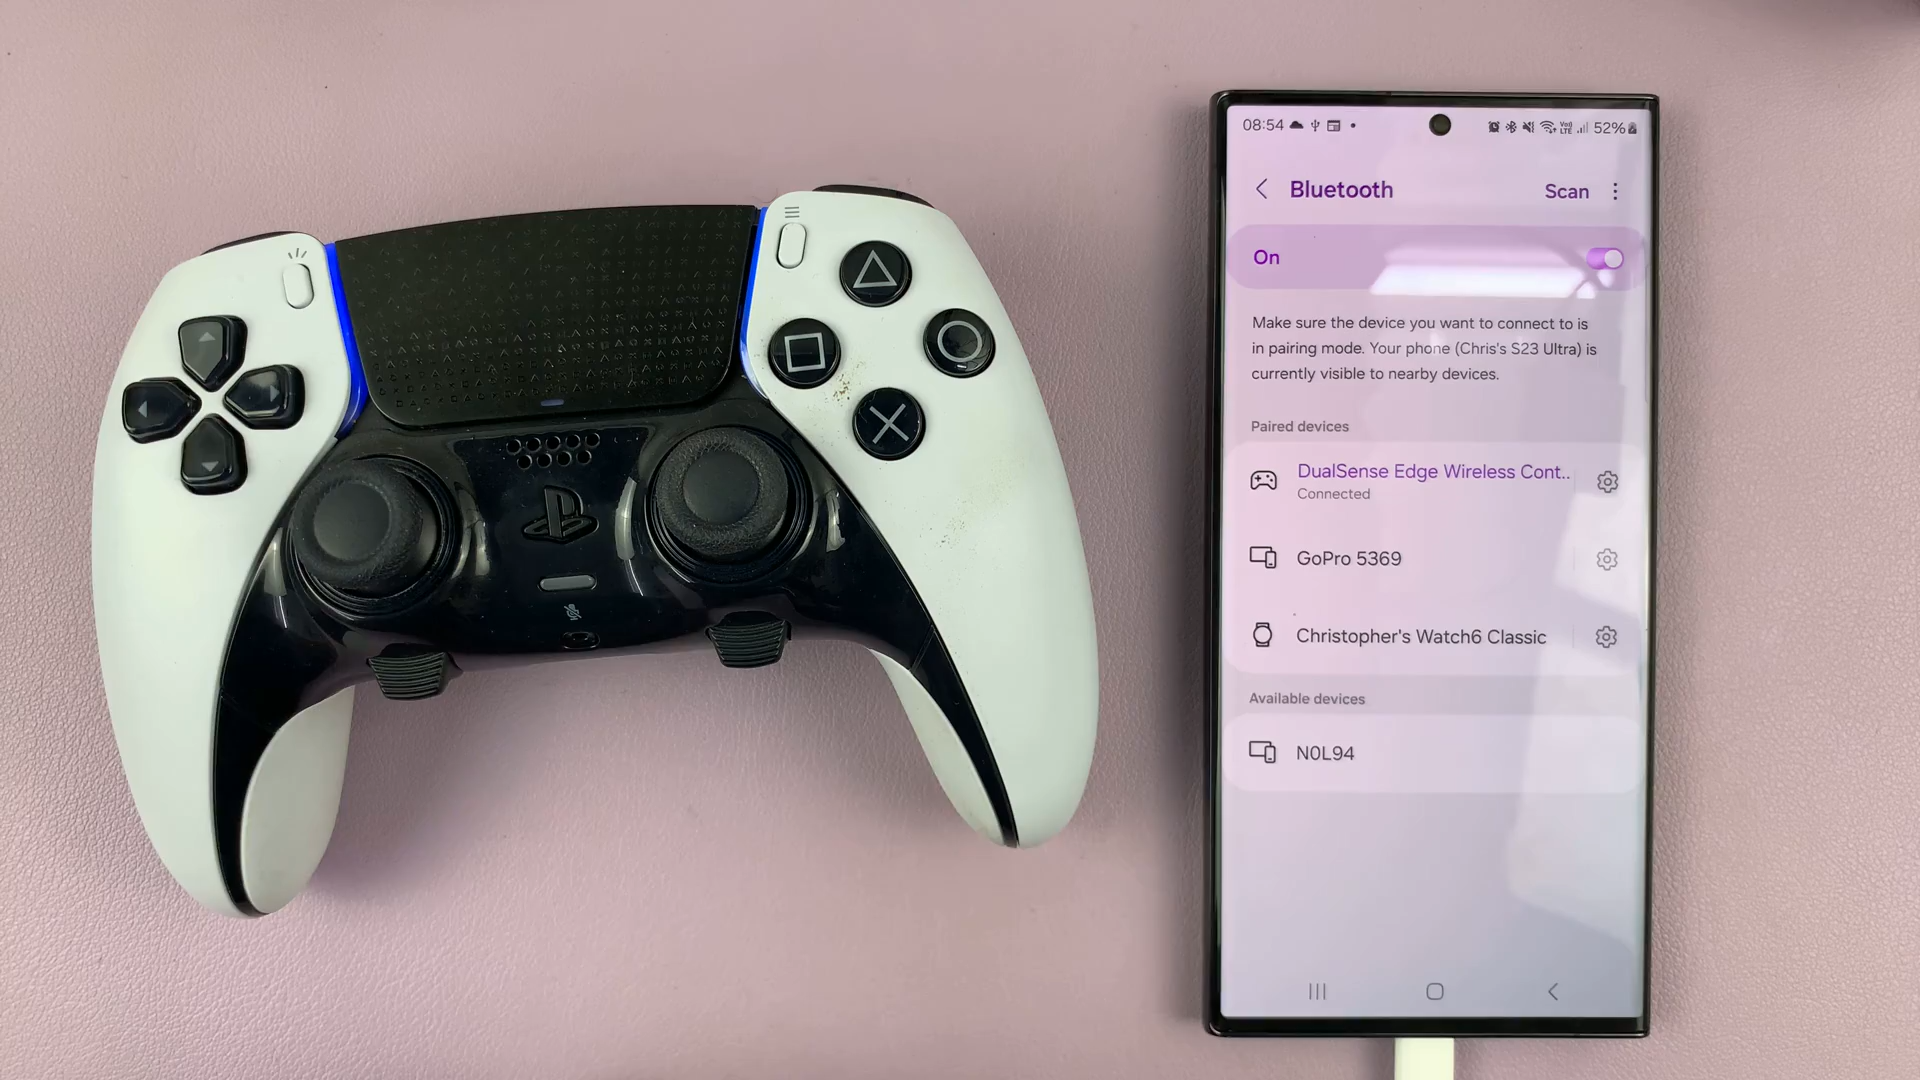 08:54
52%
Bluetooth
Scan
On
Make sure the device you want to connect to is
in pairing mode. Your phone (Chris's S23 Ultra) is
currently visible to nearby devices.
Paired devices
DualSense Edge Wireless Cont..
Connected
GoPro 5369
Christopher's Watch6 Classic
Available devices
N0L94